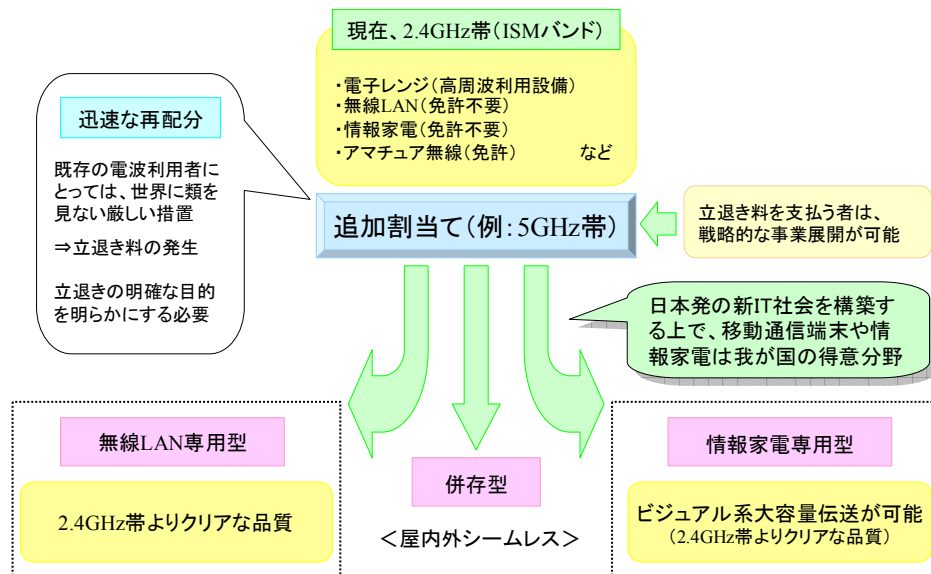 現在、2.4GHz帯（ISMバンド）
・電子レンジ（高周波利用設備）
・無線LAN（免許不要）
・情報家電（免許不要）
・アマチュア無線（免許）　　　など
迅速な再配分
既存の電波利用者に
とっては、世界に類を
見ない厳しい措置
⇒立退き料の発生
立退きの明確な目的
を明らかにする必要
追加割当て（例：5GHz帯）
立退き料を支払う者は、
戦略的な事業展開が可能
日本発の新IT社会を構築す
る上で、移動通信端末や情
報家電は我が国の得意分野
無線LAN専用型
2.4GHz帯よりクリアな品質
併存型
＜屋内外シームレス＞
情報家電専用型
ビジュアル系大容量伝送が可能
（2.4GHz帯よりクリアな品質）